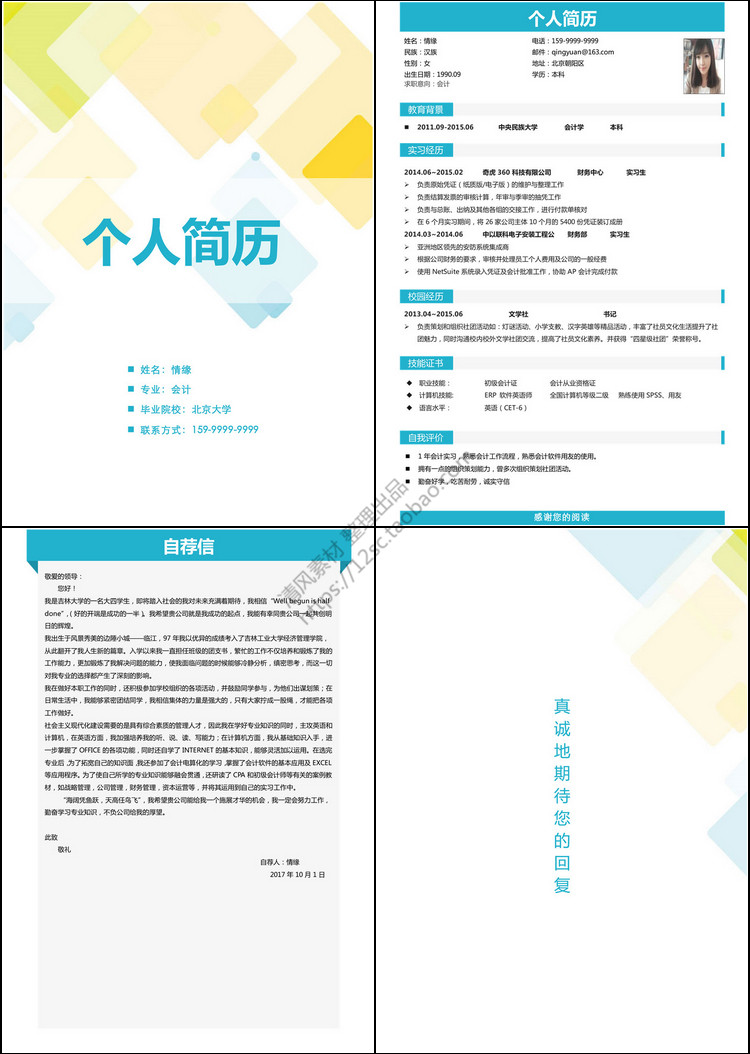 个人简历
姓名：情缘
专业：会计
毕业院校：北京大学
联系方式：159-9999-9999
个人简历
姓名：情缘
电话：159-9999-9999
民族：汉族
邮件：qingyuan@163.com
性别：女
地址：北京朝阳区
出生日期：1990.09
学历：本科
求职意向：会计
教育背景
2011.09-2015.06 中央民族大学 会计学 本科
实习经历
2014.06~2015.02 奇虎 360 科技有限公司 财务中心 实习生
负责原始凭证（纸质版/电子版）的维护与整理工作
负责结算发票的审核计算，年审与季审的抽凭工作
负责与总账、出纳及其他各组的交接工作，进行付款单核对
在 6 个月实习期间，将 26 家公司主体 10 个月的 5400 份凭证装订成册
2014.03~2014.06 中以联科电子安装工程公 财务部 实习生
亚洲地区领先的安防系统集成商
根据公司财务的要求，审核并处理员工个人费用及公司的一般经费
使用 NetSuite 系统录入凭证及会计批准工作，协助 AP 会计完成付款
校园经历
2013.04~2015.06 文学社 书记
负责策划和组织社团活动如：灯谜活动、小学支教、汉字英雄等精品活动，丰富了社员文化生活提升了社
团魅力，同时沟通校内校外文学社团交流，提高了社员文化素养。并获得“四星级社团”荣誉称号。
技能证书
职业技能： 初级会计证 会计从业资格证
计算机技能: ERP 软件英语师 全国计算机等级二级 熟练使用 SPSS、用友
语言水平： 英语（CET-6）
自我评价
1 年会计实习，熟悉会计工作流程，熟悉会计软件用友的使用。
拥有一点的组织策划能力，曾多次组织策划社团活动。
勤奋好学，吃苦耐劳，诚实守信
感谢您的阅读
自荐信
敬爱的领导：
您好！
我是吉林大学的一名大四学生，即将踏入社会的我对未来充满着期待，我相信“Well begun is half
done”,（好的开端是成功的一半 ）。我希望贵公司就是我成功的起点，我能有幸同贵公司一起共创明
日的辉煌。
我出生于风景秀美的边陲小城——临江，97 年我以优异的成绩考入了吉林工业大学经济管理学院，
从此翻开了我人生新的篇章。入学以来我一直担任班级的团支书，繁忙的工作不仅培养和锻炼了我的
工作能力，更加锻炼了我解决问题的能力，使我面临问题的时候能够冷静分析，缜密思考，而这一切
对我专业的选择都产生了深刻的影响。
我在做好本职工作的同时，还积极参加学校组织的各项活动，并鼓励同学参与，为他们出谋划策；在
日常生活中，我能够紧密团结同学，我相信集体的力量是强大的，只有大家拧成一股绳，才能把各项
工作做好。
社会主义现代化建设需要的是具有综合素质的管理人才，因此我在学好专业知识的同时，主攻英语和
计算机，在英语方面，我加强培养我的听、说、读、写能力；在计算机方面，我从基础知识入手，进
一步掌握了 OFFICE 的各项功能，同时还自学了 INTERNET 的基本知识，能够灵活加以运用。在选完
专业后 ,为了拓宽自己的知识面 ,我还参加了会计电算化的学习 ,掌握了会计软件的基本应用及 EXCEL
等应用程序。为了使自己所学的专业知识能够融会贯通，还研读了 CPA 和初级会计师等有关的案例教
材，如战略管理，公司管理，财务管理，资本运营等，并将其运用到自己的实习工作中。
“海阔凭鱼跃，天高任鸟飞”，我希望贵公司能给我一个施展才华的机会，我一定会努力工作，
勤奋学习专业知识，不负公司给我的厚望。
此致
敬礼
自荐人：情缘
2017 年 10 月 1 日
真诚地期待您的回复
清风素材 整理出品
https://12sc.taobao.com